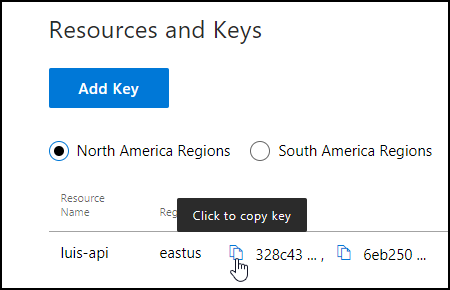 Resources and Keys
Add Key
North America Regions South America Regions
Resource
Name Reg Click to copy key
luis-api eastus 328c43 ... , 6eb250 ...